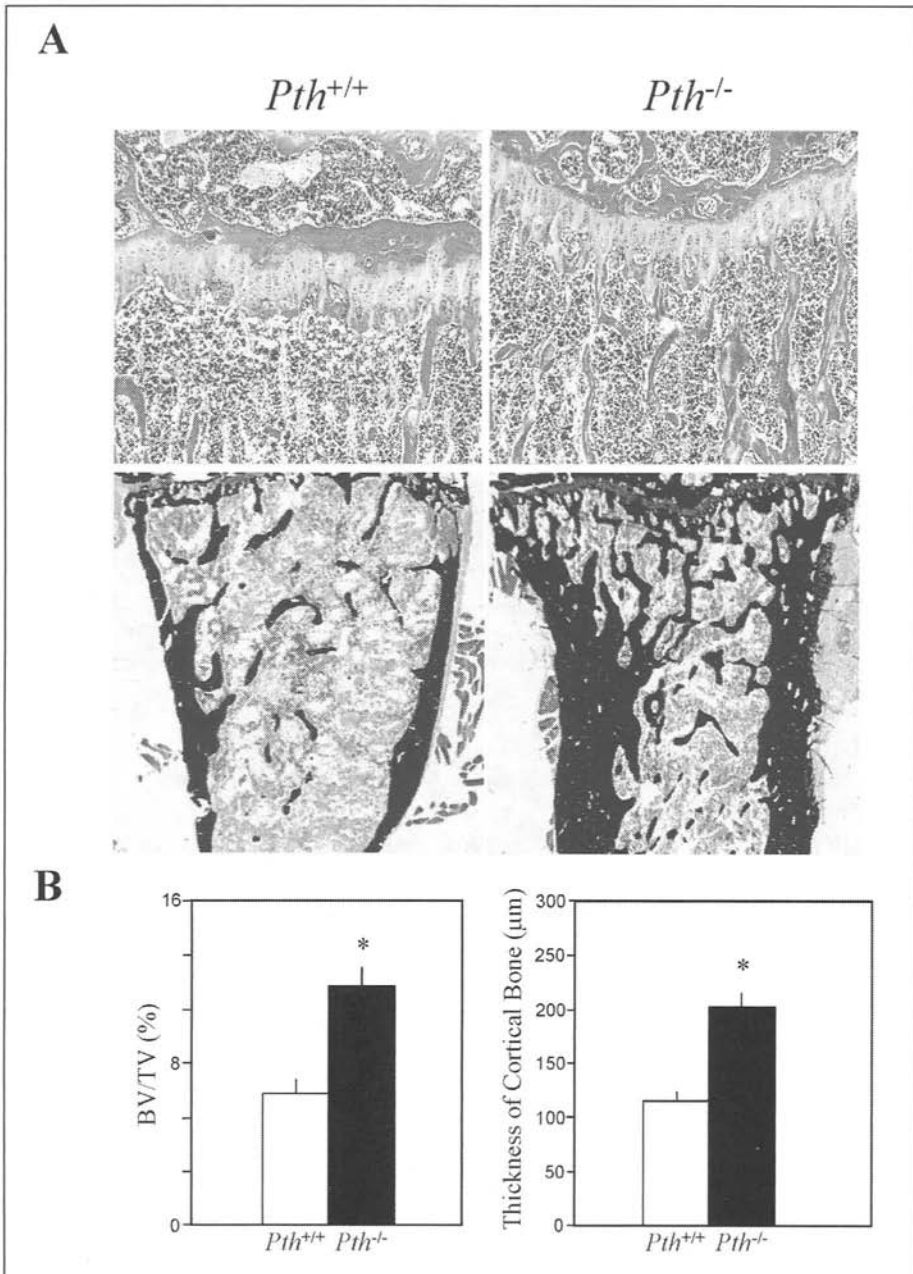 A
Pth+/+ Pth-/-
B
16
8
0
BV/TV (%)
*
Pth+/+ Pth-/-
300
250
200
150
100
50
0
Thickness of Cortical Bone (µm)
*
Pth+/+ Pth-/-